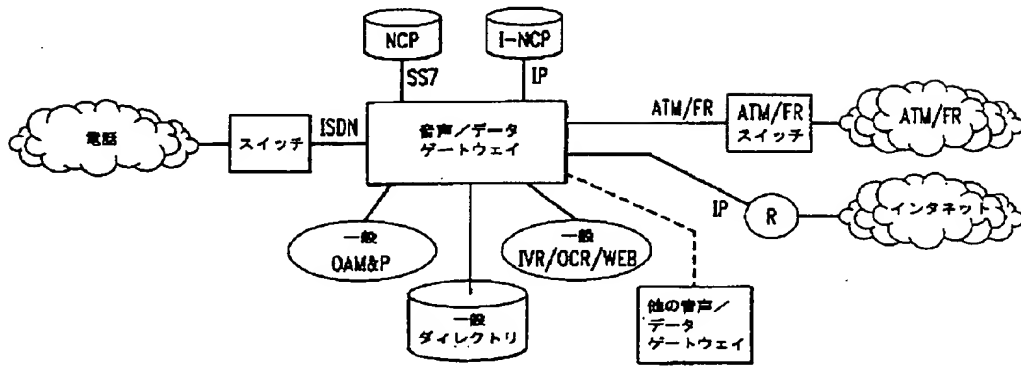 NCP
I-NCP
SS7
IP
電話
スイッチ
ISDN
音声／データ
ゲートウェイ
ATM/FR
ATM/FR
スイッチ
ATM/FR
IP
R
インタネット
一般
OAM&P
一般
IVR/OCR/WEB
一般
ダイレクトリ
他の音声／
データ
ゲートウェイ